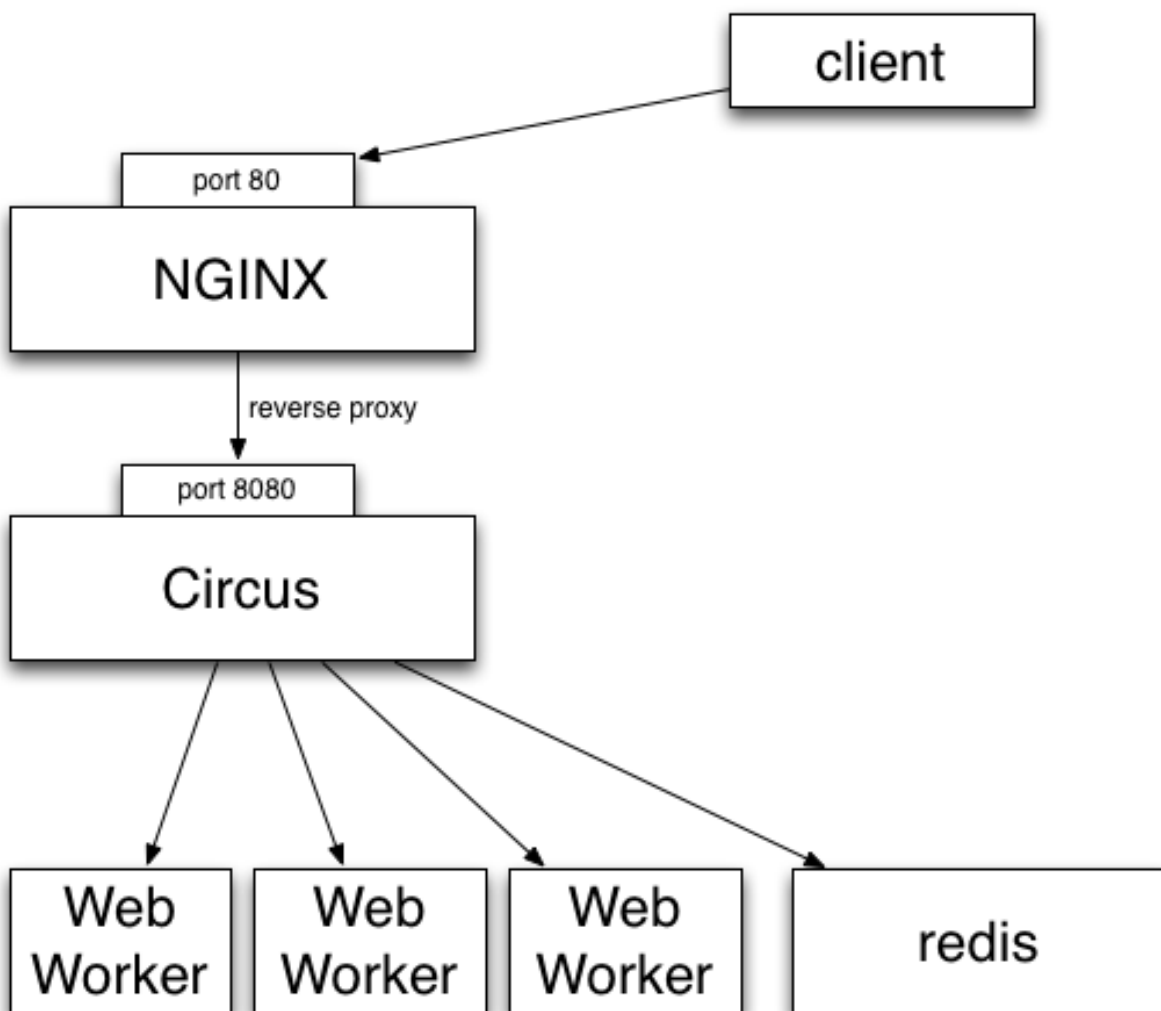 client
port 80
NGINX
reverse proxy
port 8080
Circus
Web
Worker
Web
Worker
Web
Worker
redis